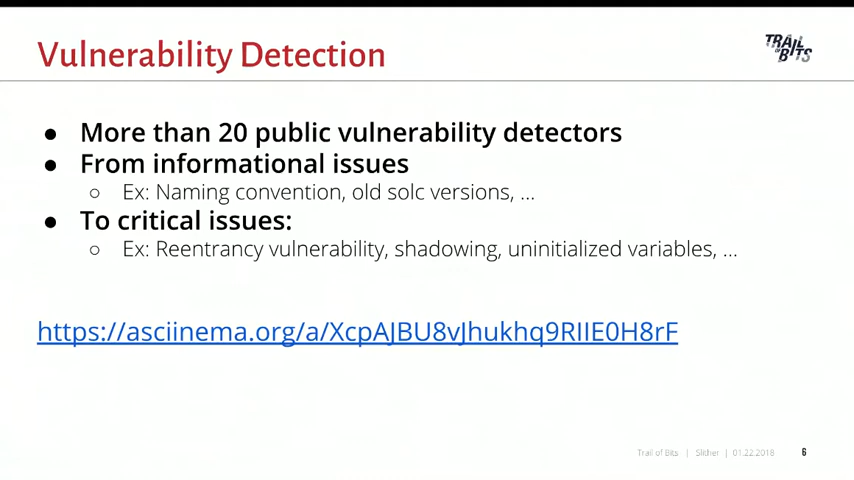 Vulnerability Detection
TRAIL
OF
BITS
● More than 20 public vulnerability detectors
● From informational issues
○ Ex: Naming convention, old solc versions, ...
● To critical issues:
○ Ex: Reentrancy vulnerability, shadowing, uninitialized variables, ...
https://asciinema.org/a/XcpAJBU8vJhukhq9RIIE0H8rF
Trail of Bits | Slither | 01.22.2018 6